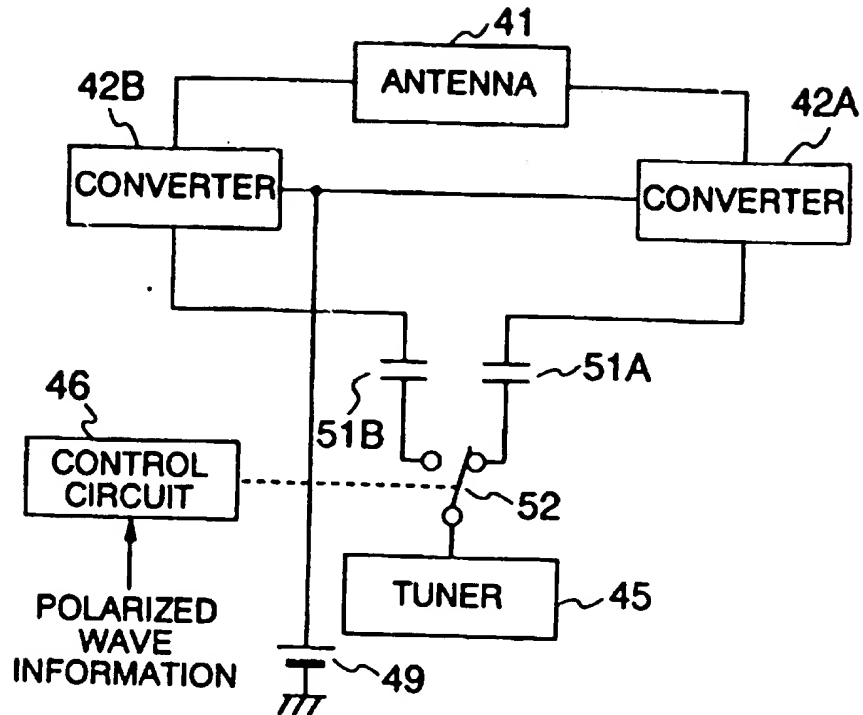 41
ANTENNA
42B
42A
CONVERTER
CONVERTER
51A
51B
46
CONTROL
CIRCUIT
52
TUNER
45
POLARIZED
WAVE
INFORMATION
49